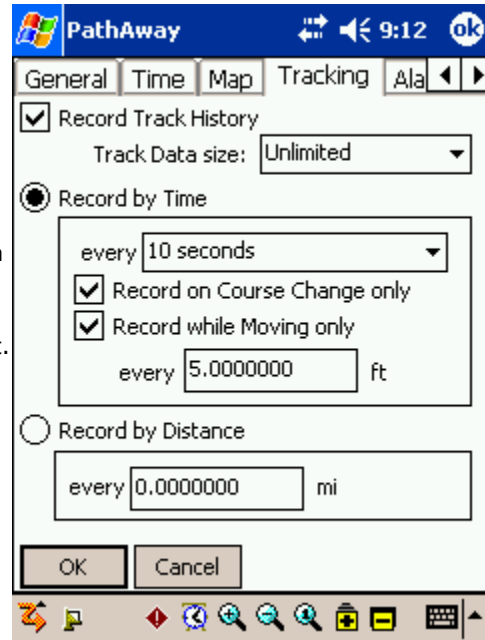 PathAway 9:12 ok
General Time Map Tracking Ala
Record Track History
Track Data size: Unlimited
Record by Time
every 10 seconds
Record on Course Change only
Record while Moving only
every 5.0000000 ft
Record by Distance
every 0.0000000 mi
OK Cancel